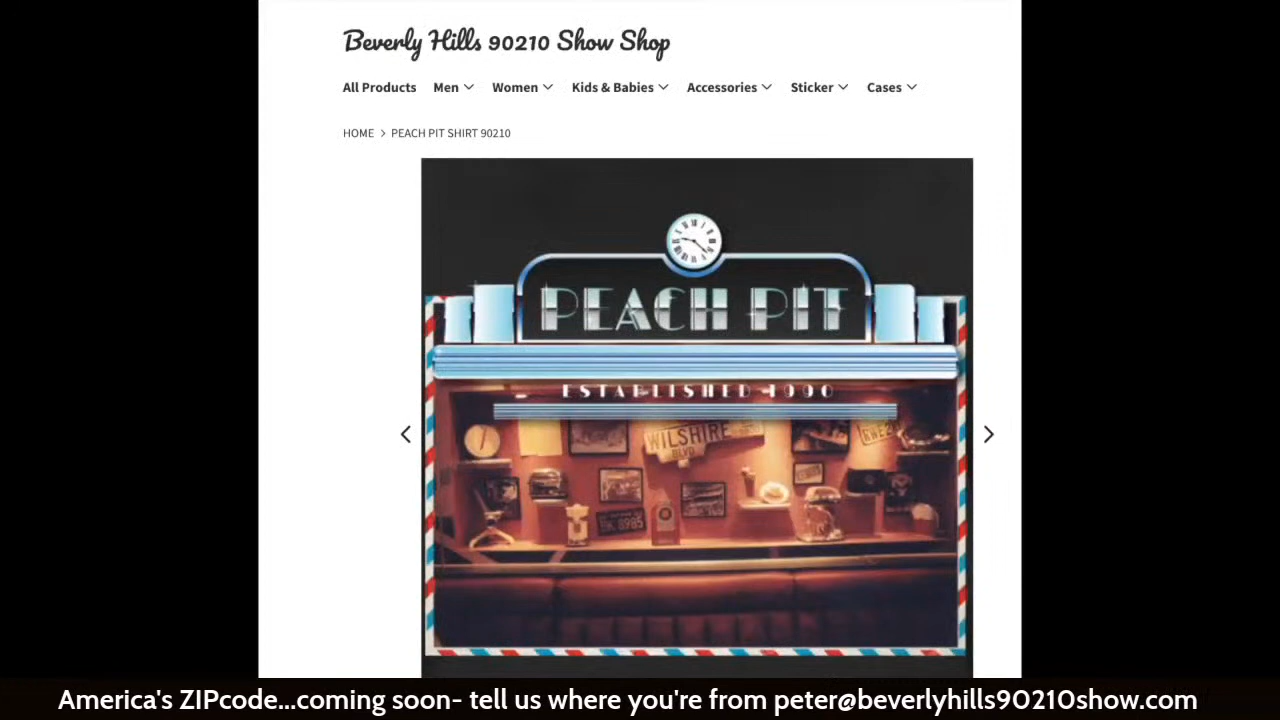 Beverly Hills 90210 Show Shop
All Products Men Women Kids & Babies Accessories Sticker Cases
HOME > PEACH PIT SHIRT 90210
PEACH PIT
ESTABLISHED 1990
WILSHIRE
BLVD
America's ZIPcode...coming soon- tell us where you're from peter@beverlyhills90210show.com